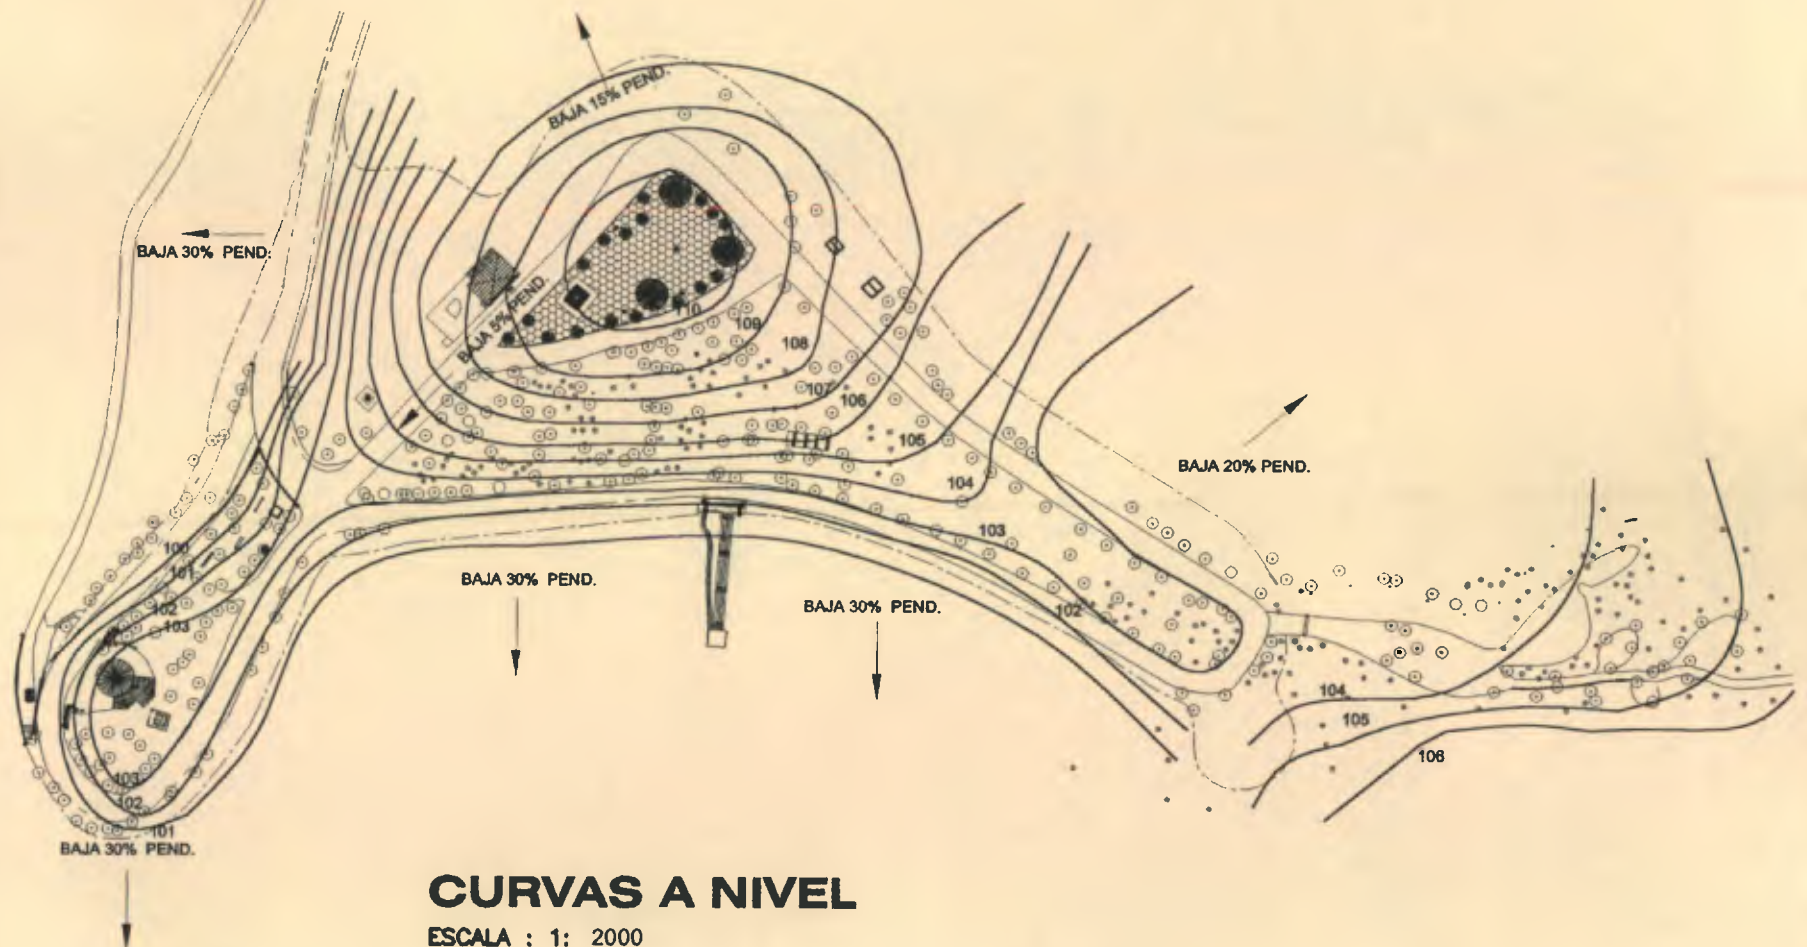 BAJA 15% PEND.
BAJA 30% PEND.
BAJA 5% PEND.
110
109
108
107
106
105
104
103
102
BAJA 20% PEND.
100
101
102
103
BAJA 30% PEND.
BAJA 30% PEND.
104
105
106
103
102
101
BAJA 30% PEND.
CURVAS A NIVEL
ESCALA : 1: 2000